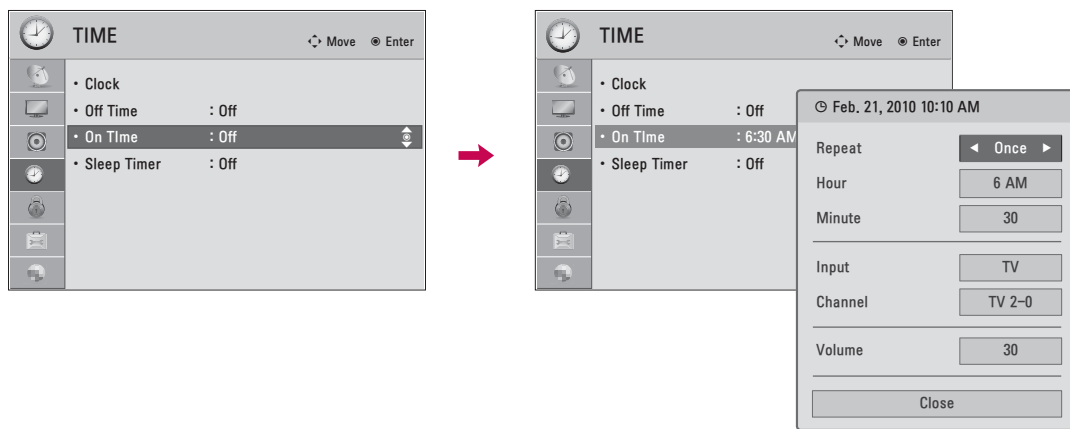 TIME
Move Enter
• Clock
• Off Time : Off
• On TIme : Off
• Sleep Timer : Off
TIME
Move Enter
• Clock
• Off Time : Off
• On TIme : 6:30 AM
• Sleep Timer : Off
Feb. 21, 2010 10:10 AM
Repeat ◄ Once ►
Hour 6 AM
Minute 30
Input TV
Channel TV 2-0
Volume 30
Close